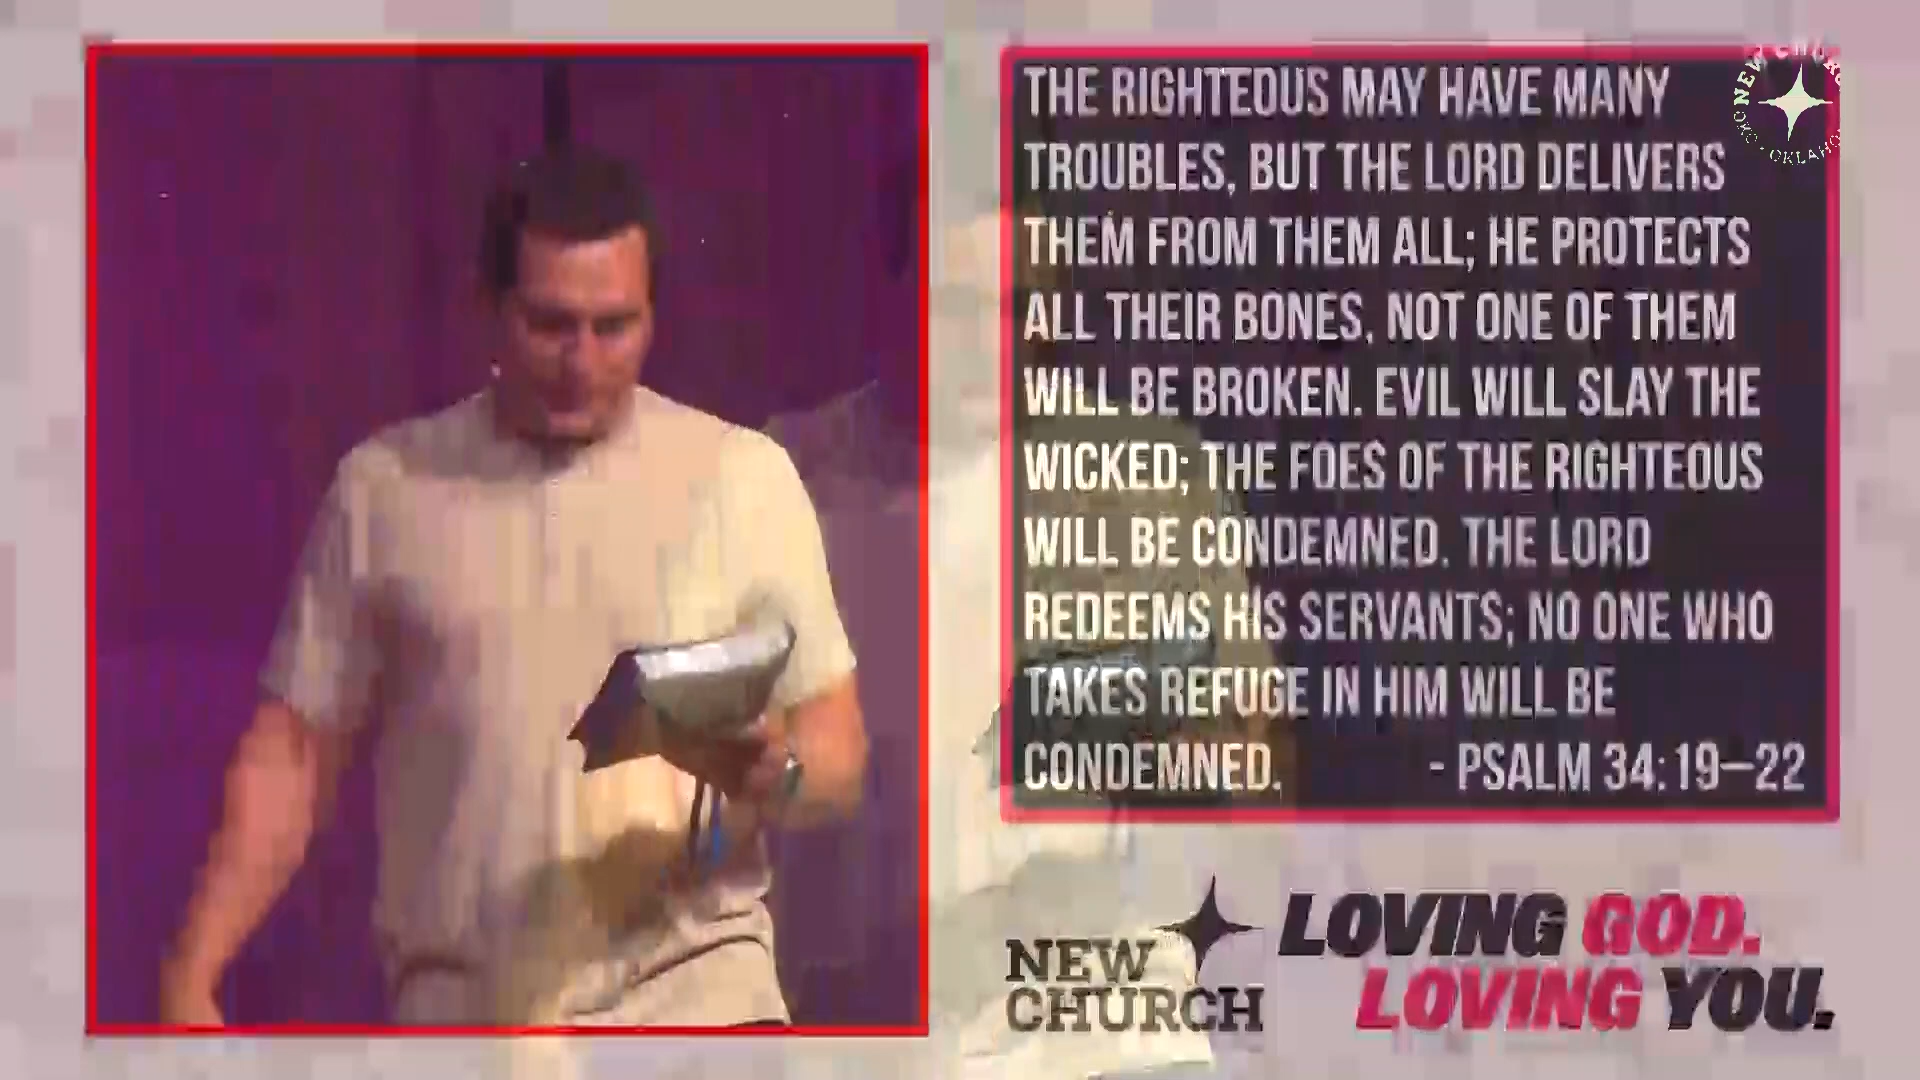 THE RIGHTEOUS MAY HAVE MANY
TROUBLES, BUT THE LORD DELIVERS
THEM FROM THEM ALL; HE PROTECTS
ALL THEIR BONES, NOT ONE OF THEM
WILL BE BROKEN. EVIL WILL SLAY THE
WICKED; THE FOES OF THE RIGHTEOUS
WILL BE CONDEMNED. THE LORD
REDEEMS HIS SERVANTS; NO ONE WHO
TAKES REFUGE IN HIM WILL BE
CONDEMNED. - PSALM 34:19–22
NEW
CHURCH
LOVING GOD.
LOVING YOU.
NEW